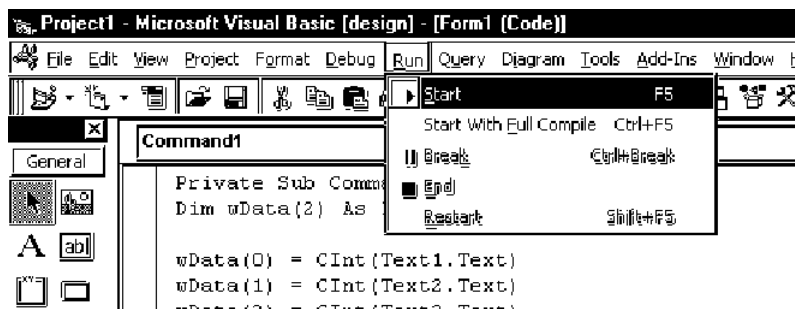 Project1 - Microsoft Visual Basic [design] - [Form1 (Code)]
File Edit View Project Format Debug Run Query Diagram Tools Add-Ins Window
Start F5
Start With Full Compile Ctrl+F5
Break Ctrl+Break
End
Restart Shift+F5
General
Command1
Private Sub
Dim wData(2) As
wData(0) = CInt(Text1.Text)
wData(1) = CInt(Text2.Text)
A abl